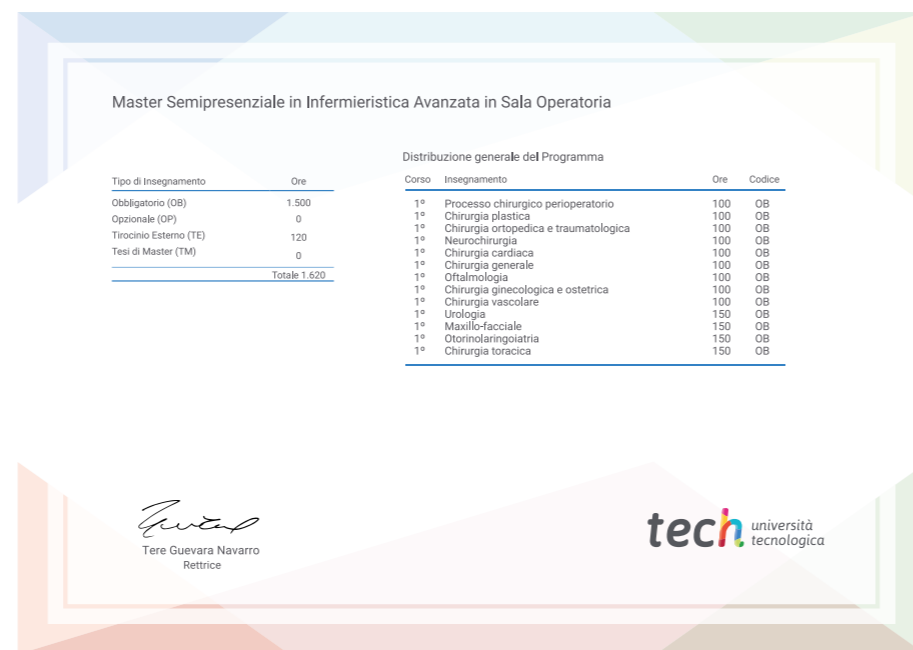 Master Semipresenziale in Infermieristica Avanzata in Sala Operatoria
Tipo di Insegnamento Ore
Obbligatorio (OB) 1.500
Opzionale (OP) 0
Tirocinio Esterno (TE) 120
Tesi di Master (TM) 0
Totale 1.620
Distribuzione generale del Programma
Corso Insegnamento Ore Codice
1º Processo chirurgico perioperatorio 100 OB
1º Chirurgia plastica 100 OB
1º Chirurgia ortopedica e traumatologica 100 OB
1º Neurochirurgia 100 OB
1º Chirurgia cardiaca 100 OB
1º Chirurgia generale 100 OB
1º Oftalmologia 100 OB
1º Chirurgia ginecologica e ostetrica 100 OB
1º Chirurgia vascolare 100 OB
1º Urologia 150 OB
1º Maxillo-facciale 150 OB
1º Otorinolaringoiatria 150 OB
1º Chirurgia toracica 150 OB
Tere Guevara Navarro
Rettrice
tech università
tecnologica